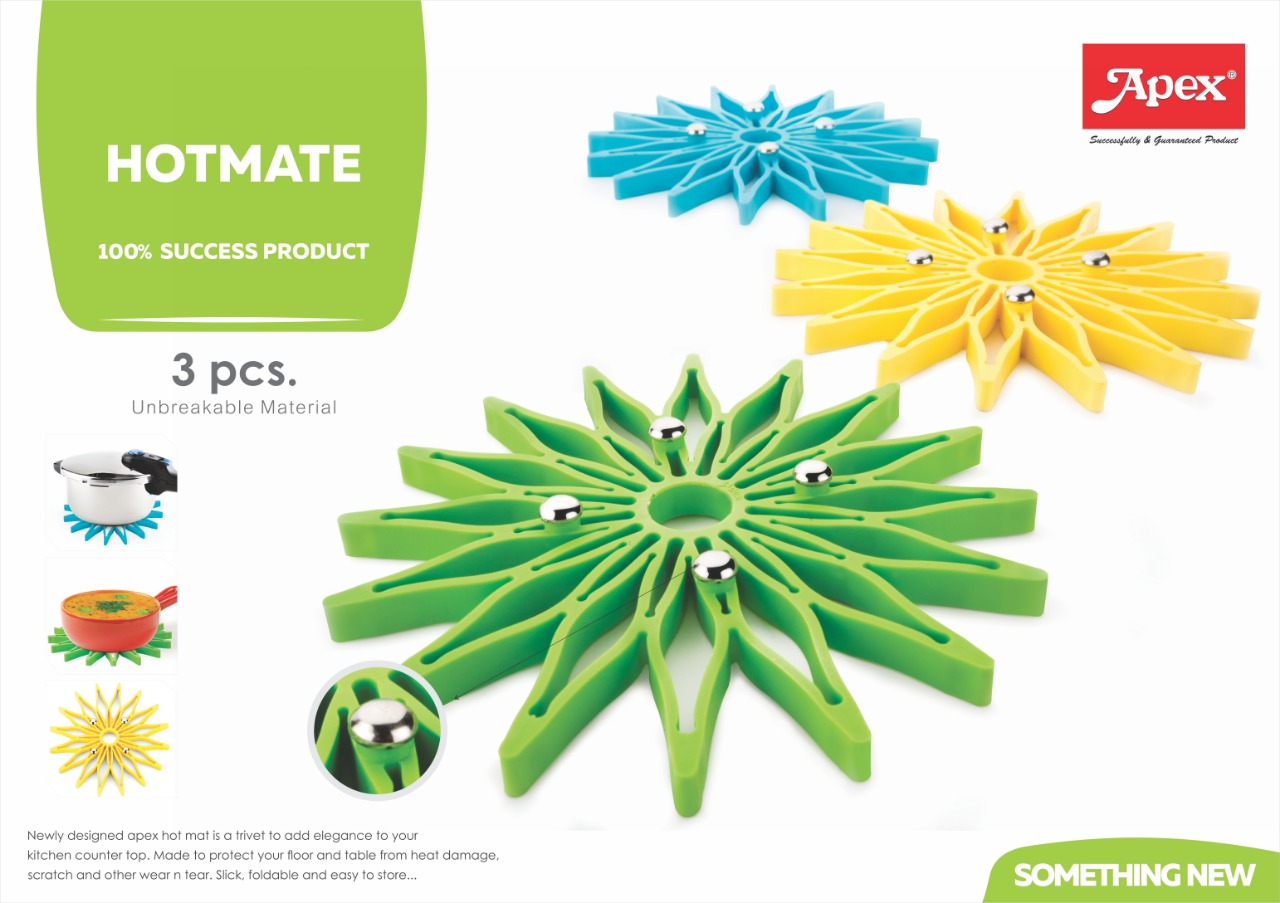 HOTMATE
100% SUCCESS PRODUCT
Apex®
Successfully & Guaranteed Product
3 pcs.
Unbreakable Material
Newly designed apex hot mat is a trivet to add elegance to your
kitchen counter top. Made to protect your floor and table from heat damage,
scratch and other wear n tear. Slick, foldable and easy to store...
SOMETHING NEW